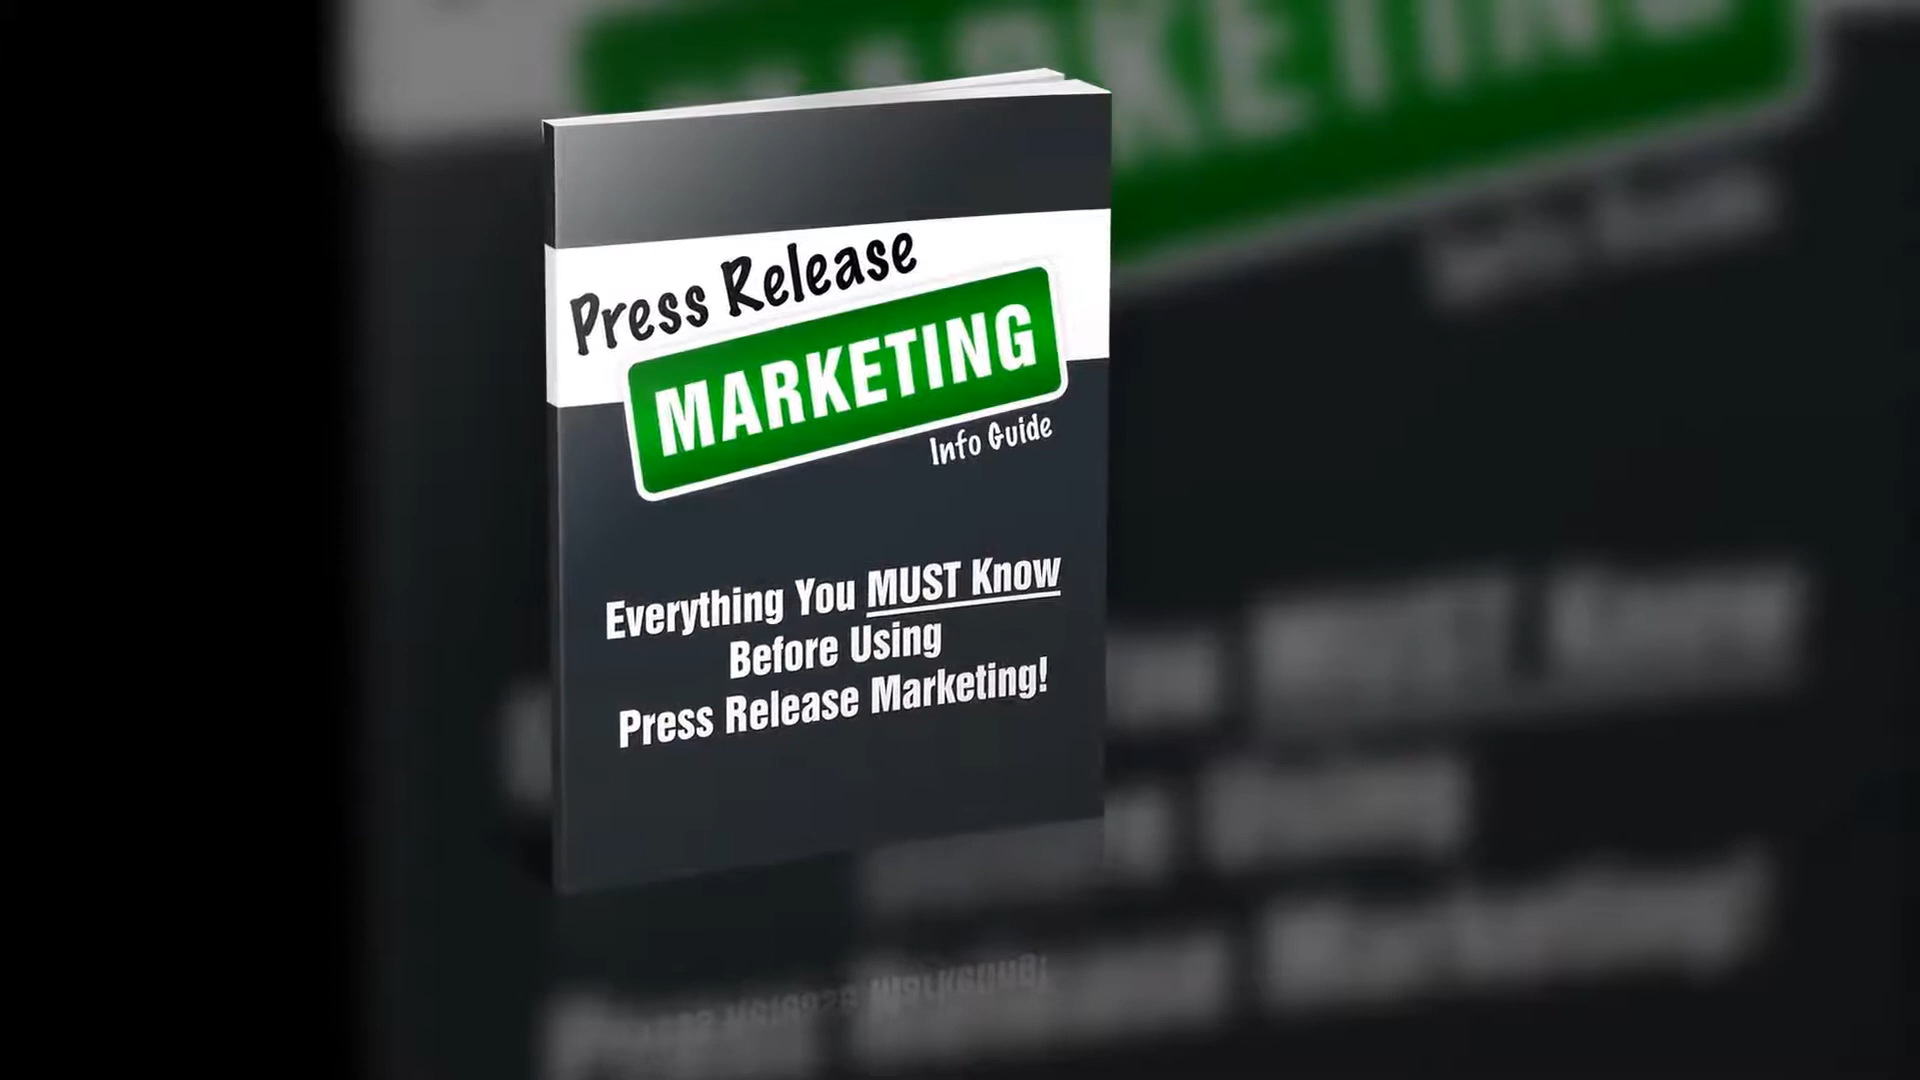 Press Release
MARKETING
Info Guide
Everything You MUST Know
Before Using
Press Release Marketing!